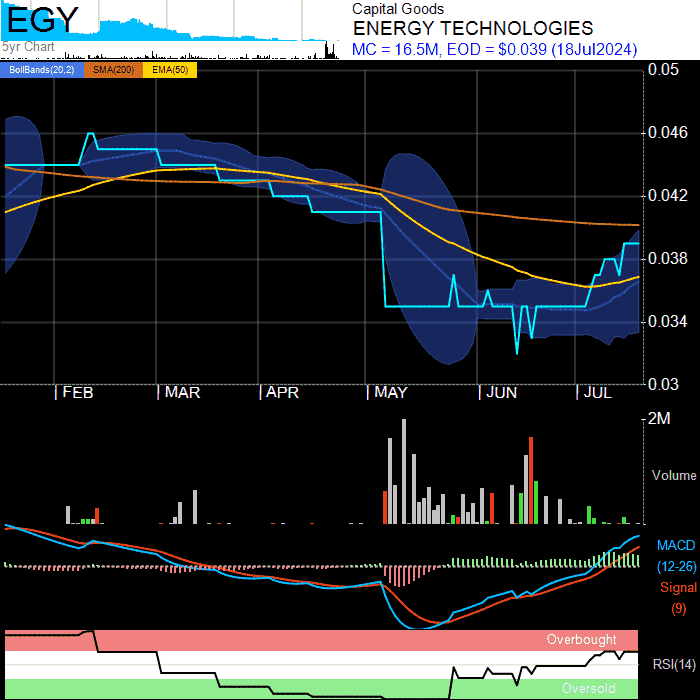 EGY
5yr Chart
Capital Goods
ENERGY TECHNOLOGIES
MC = 16.5M, EOD = $0.039 (18Jul2024)
BollBands(20,2) SMA(200) EMA(50)
0.05
0.046
0.042
0.038
0.034
0.03
FEB MAR APR MAY JUN JUL
2M
Volume
MACD
(12-26)
Signal
(9)
Overbought
RSI(14)
Oversold